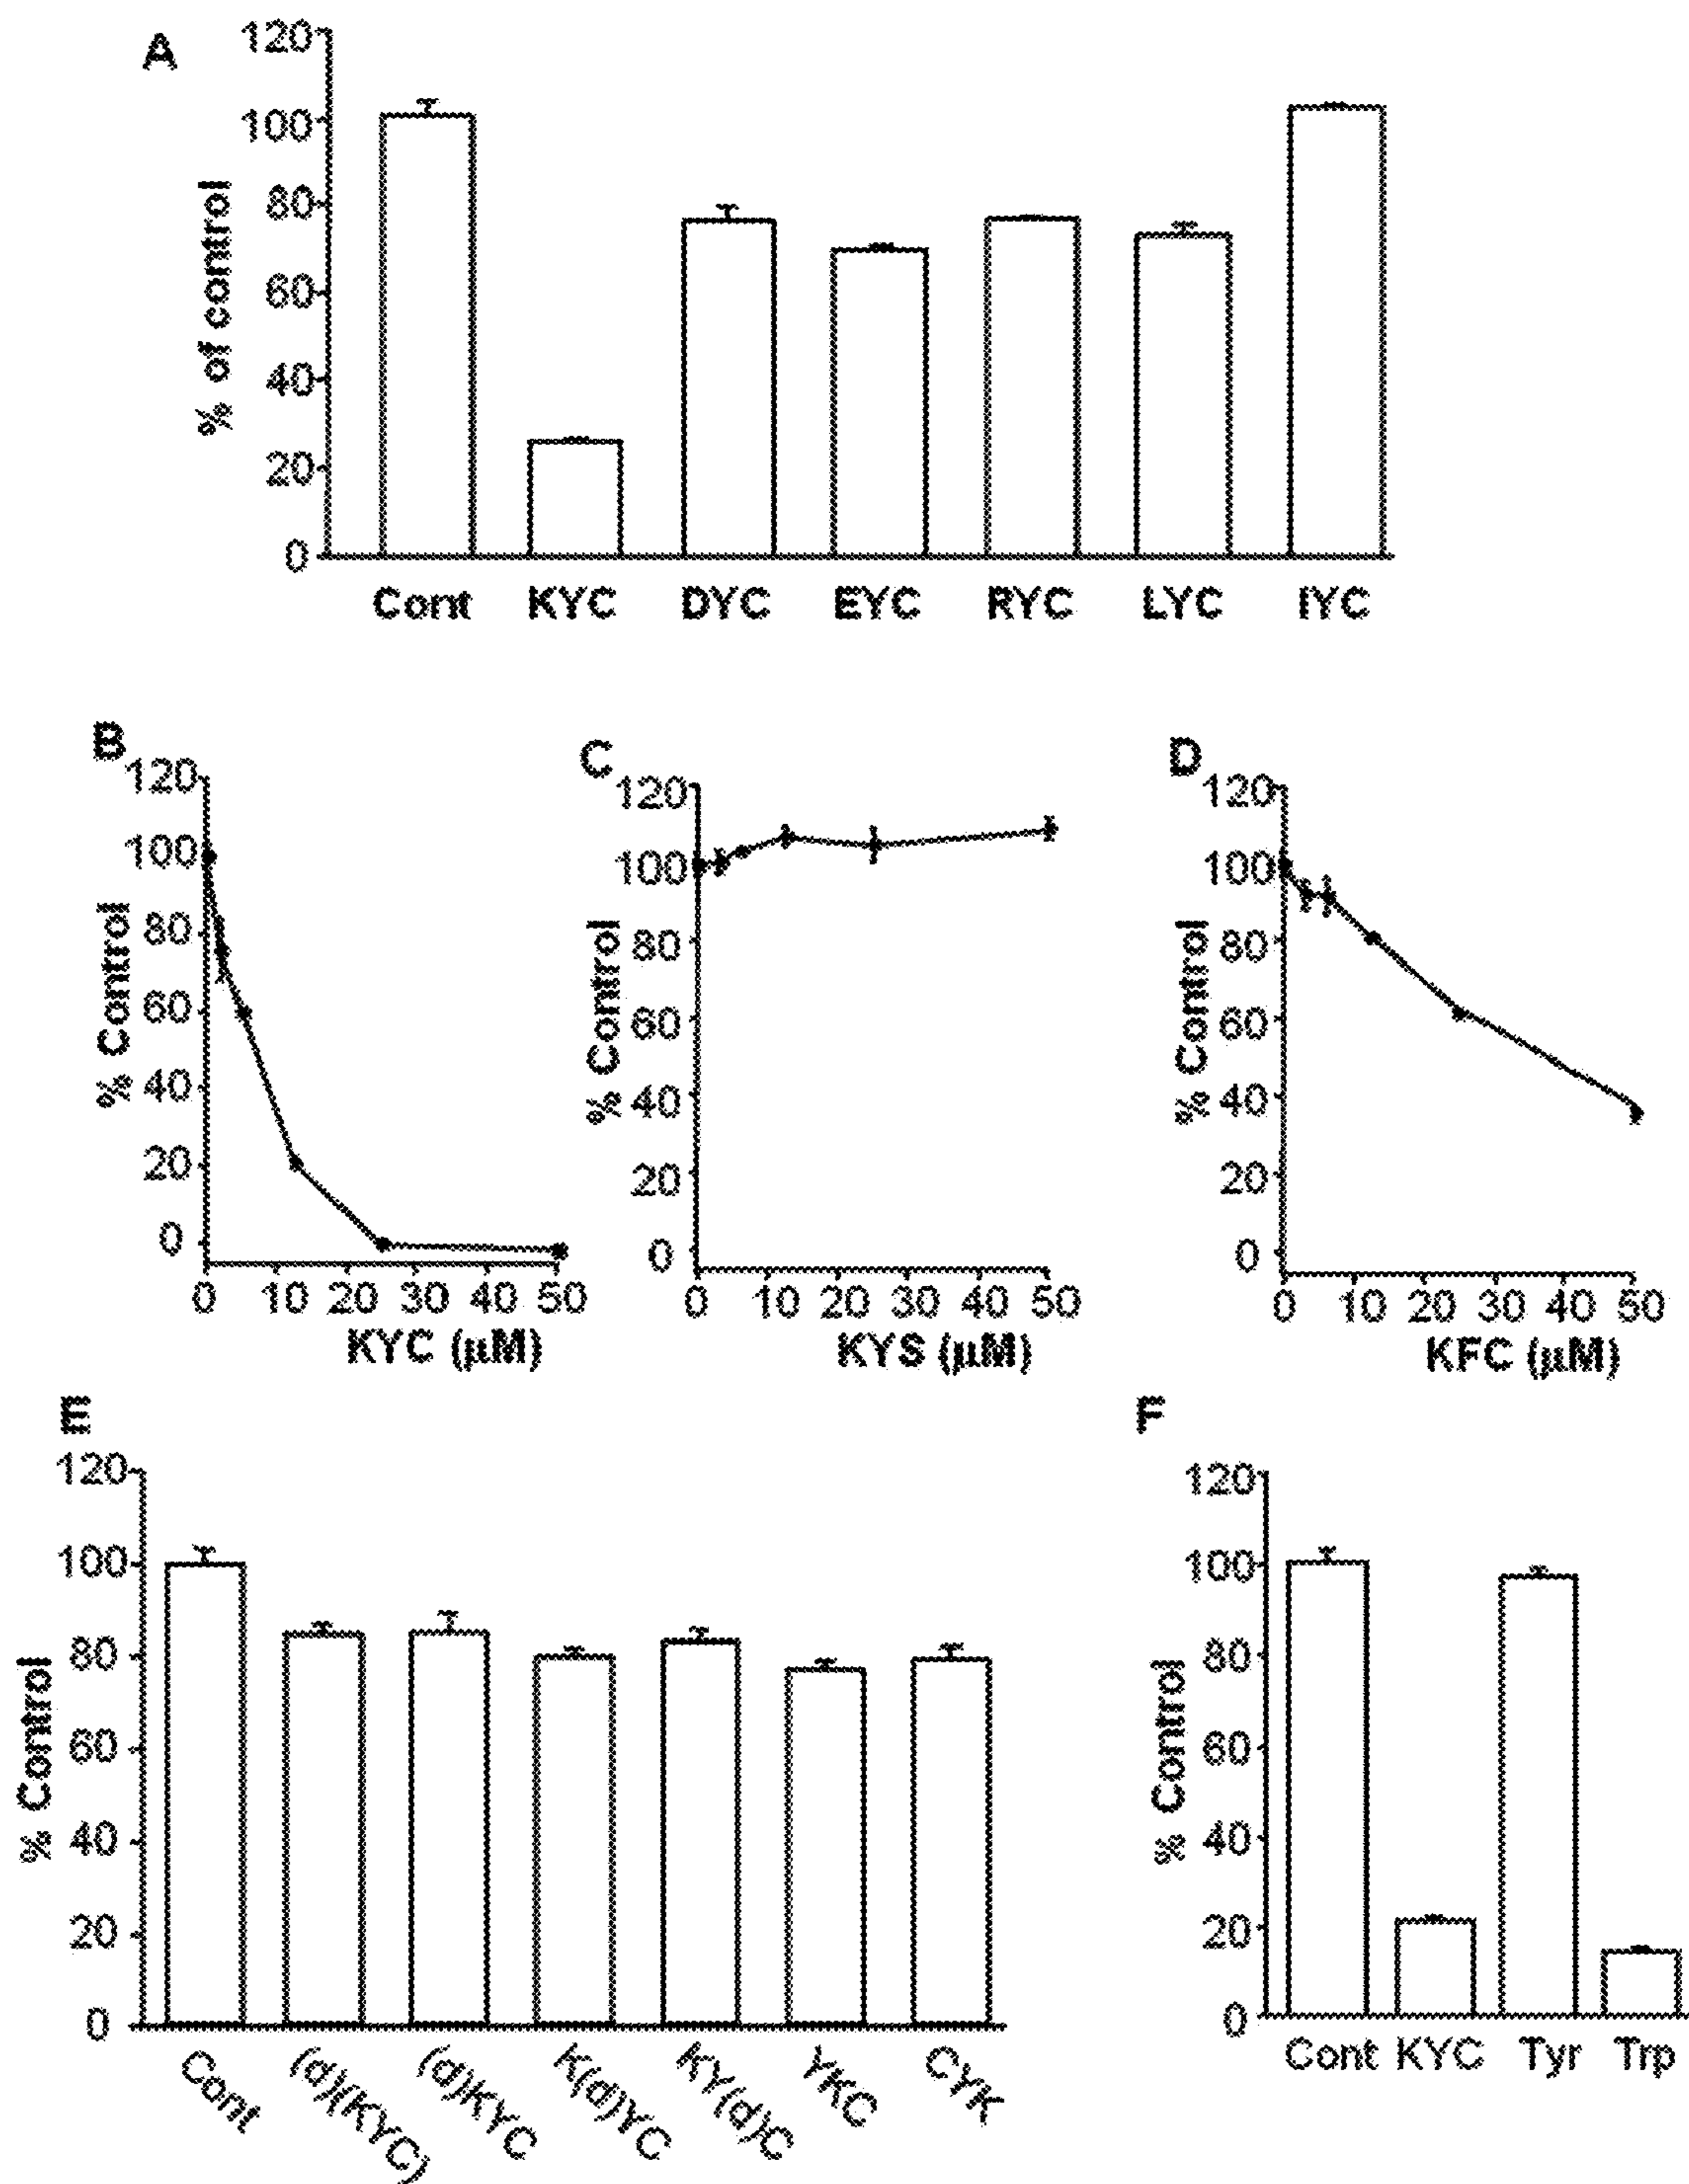 A
120
100
80
60
40
20
0
% of control
Cont KYC DYC EYC RYC LYC IYC
B
120
100
80
60
40
20
0
% Control
0 10 20 30 40 50
KYC (µM)
C
120
100
80
60
40
20
0
% Control
0 10 20 30 40 50
KYS (µM)
D
120
100
80
60
40
20
0
% Control
0 10 20 30 40 50
KFC (µM)
E
120
100
80
60
40
20
0
% Control
Cont (d)(KYC) (d)KYC K(d)YC KY(d)C YKC CYK
F
120
100
80
60
40
20
0
% Control
Cont KYC Tyr Trp